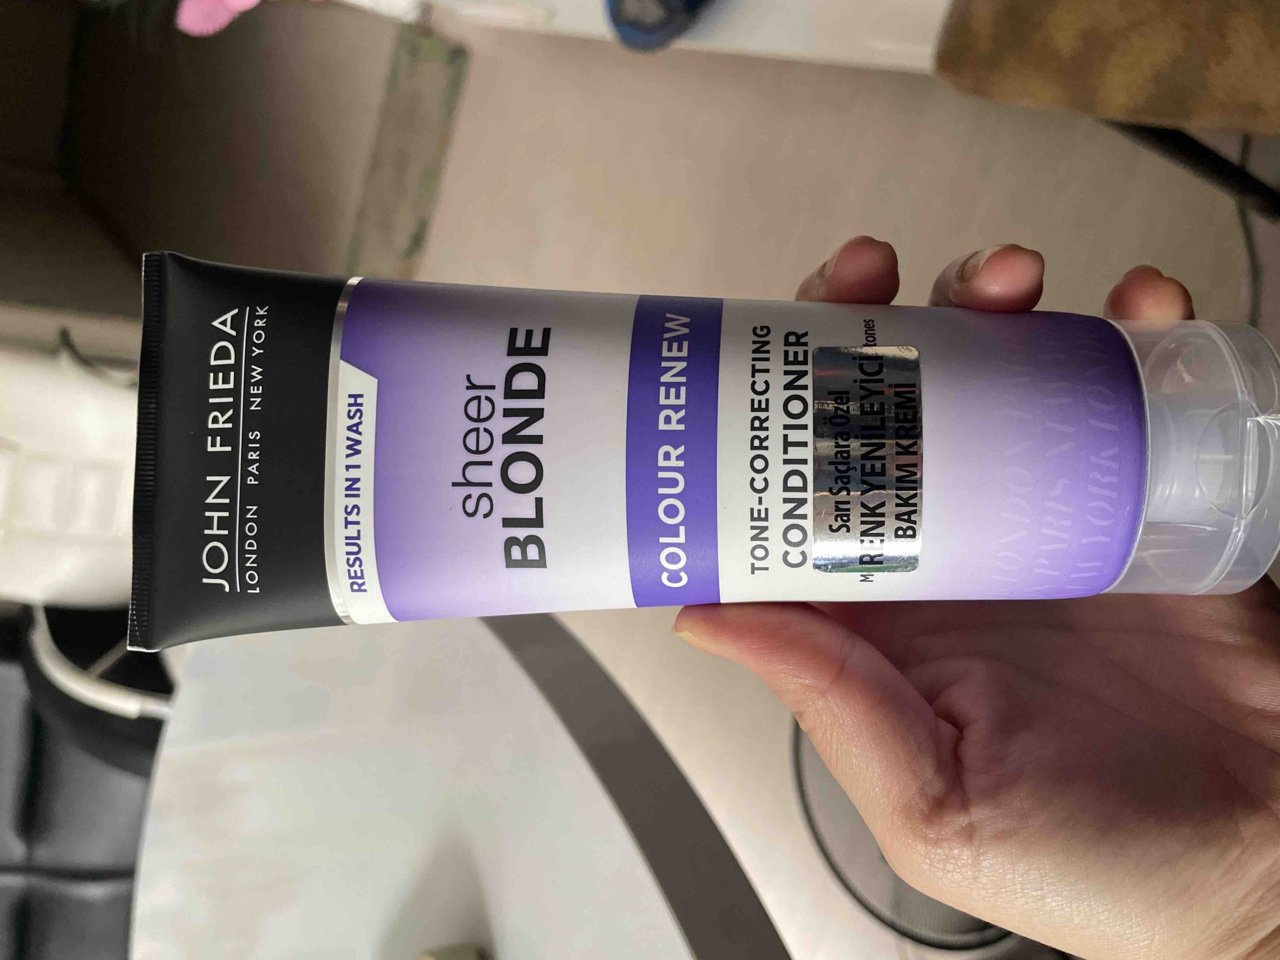 JOHN FRIEDA
LONDON PARIS NEW YORK
RESULTS IN 1 WASH
sheer
BLONDE
COLOUR RENEW
TONE-CORRECTING
CONDITIONER
Sarı Saçlara Özel
RENK YENİLEYİCİ
BAKIM KREMİ
tones